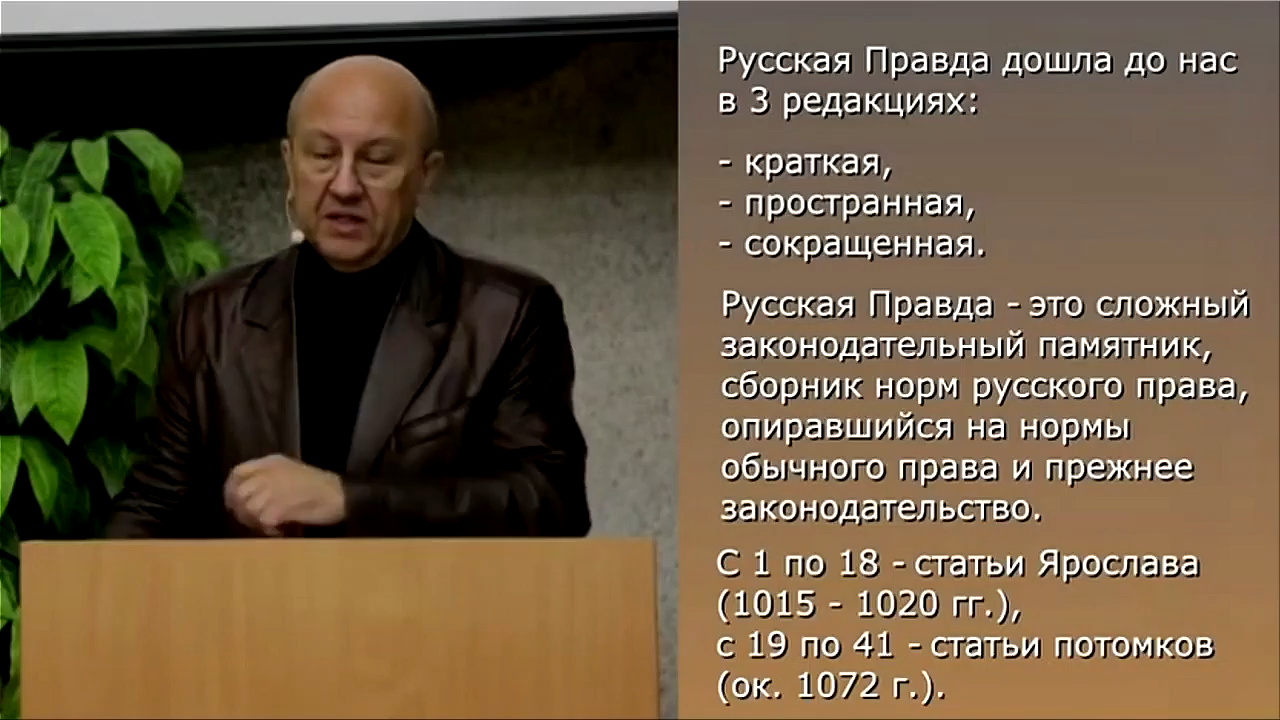 Русская Правда дошла до нас
в 3 редакциях:
- краткая,
- пространная,
- сокращенная.
Русская Правда - это сложный
законодательный памятник,
сборник норм русского права,
опиравшийся на нормы
обычного права и прежнее
законодательство.
С 1 по 18 - статьи Ярослава
(1015 - 1020 гг.),
с 19 по 41 - статьи потомков
(ок. 1072 г.).